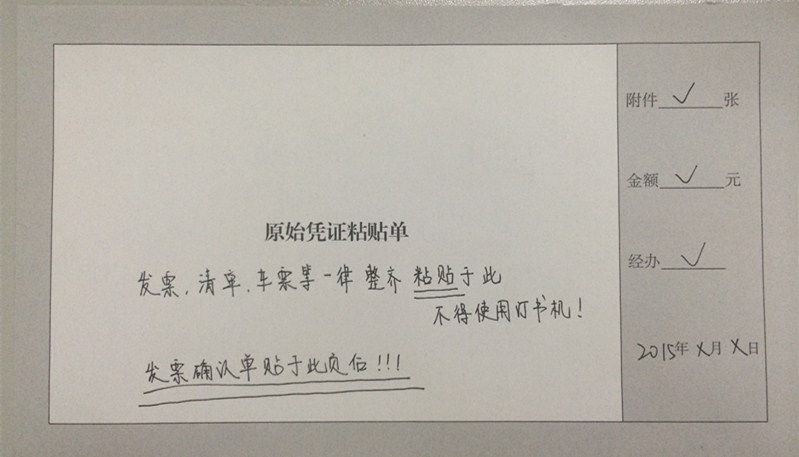 原始凭证粘贴单
发票、清单、车票等一律 整齐 粘贴于此
不得使用订书机！
发票确认单贴于此页后！！！
附件 ✓ 张
金额 ✓ 元
经办 ✓
2015年 X月 X日